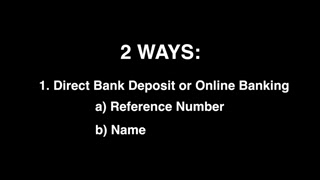 2 WAYS:
1. Direct Bank Deposit or Online Banking
a) Reference Number
b) Name